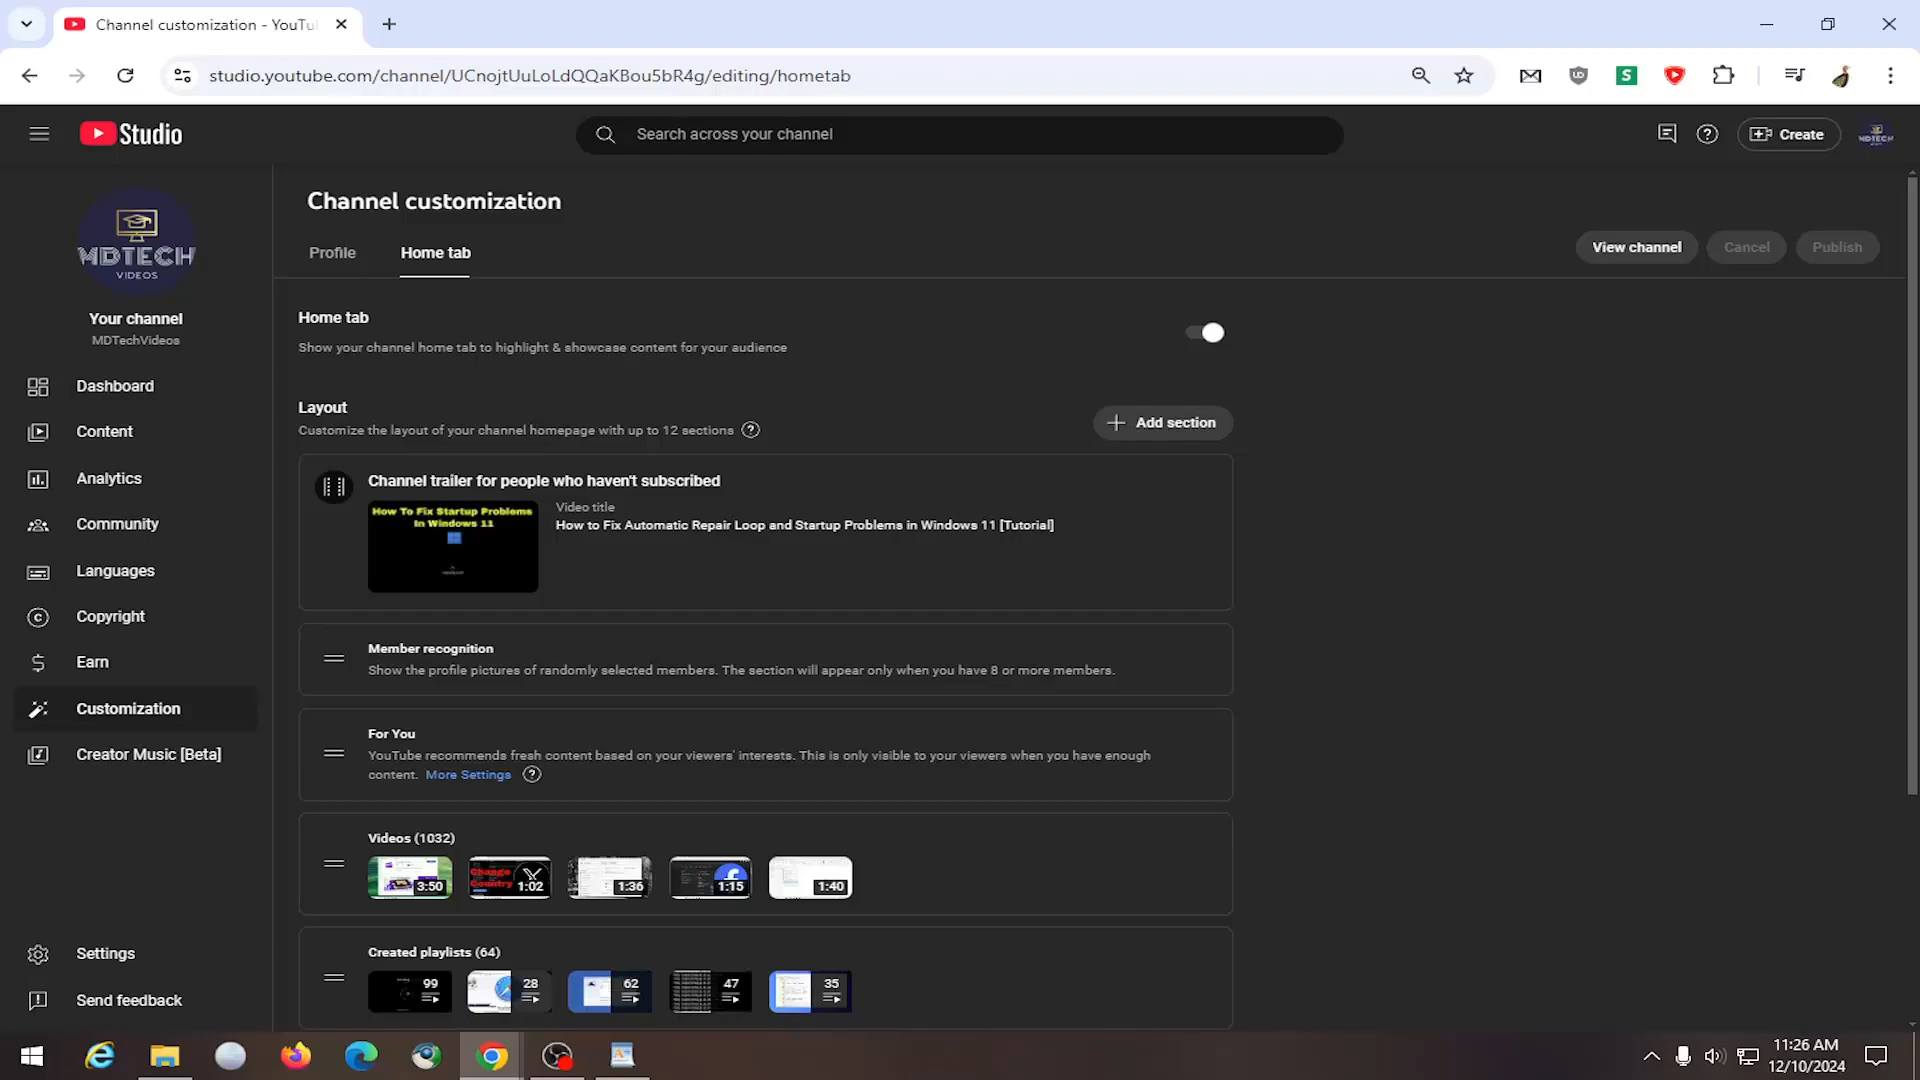 Channel customization - YouTu
studio.youtube.com/channel/UCnojtUuLoLdQQaKBou5bR4g/editing/hometab
Studio
Search across your channel
Create
MDTECH
MDTECH
VIDEOS
Your channel
MDTechVideos
Dashboard
Content
Analytics
Community
Languages
Copyright
Earn
Customization
Creator Music [Beta]
Settings
Send feedback
Channel customization
Profile
Home tab
View channel
Cancel
Publish
Home tab
Show your channel home tab to highlight & showcase content for your audience
Layout
Customize the layout of your channel homepage with up to 12 sections
Add section
Channel trailer for people who haven't subscribed
How To Fix Startup Problems
In Windows 11
Video title
How to Fix Automatic Repair Loop and Startup Problems in Windows 11 [Tutorial]
Member recognition
Show the profile pictures of randomly selected members. The section will appear only when you have 8 or more members.
For You
YouTube recommends fresh content based on your viewers' interests. This is only visible to your viewers when you have enough
content. More Settings
Videos (1032)
3:50
Change
Country
1:02
1:36
1:15
1:40
Created playlists (64)
99
28
62
47
35
11:26 AM
12/10/2024